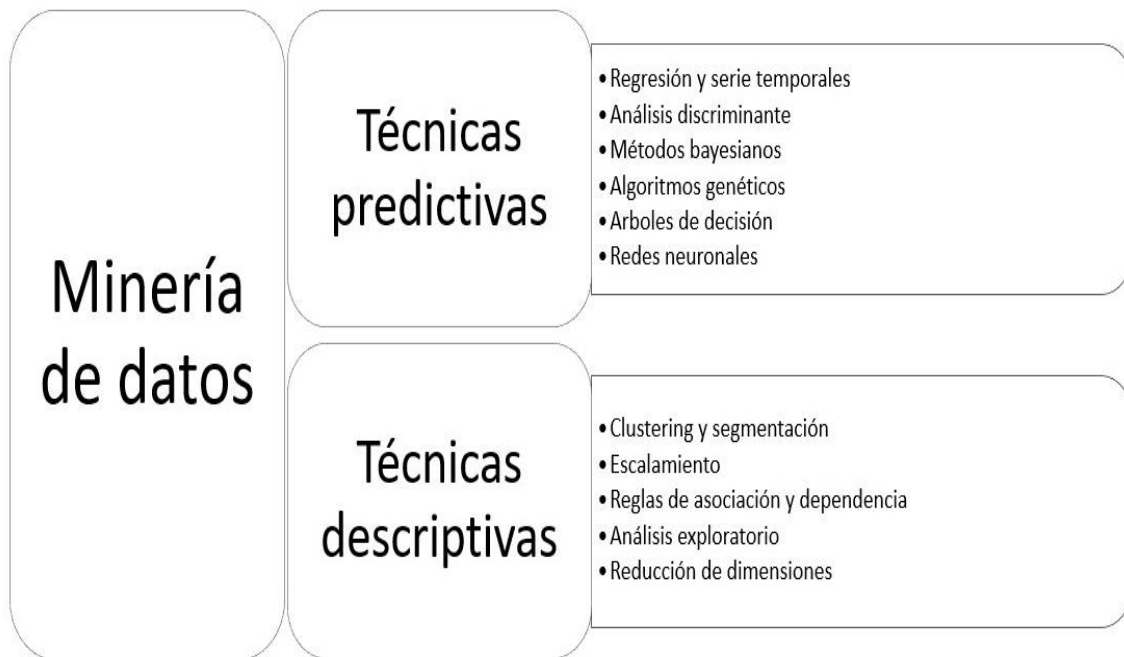 Minería
de datos
Técnicas
predictivas
• Regresión y serie temporales
• Análisis discriminante
• Métodos bayesianos
• Algoritmos genéticos
• Arboles de decisión
• Redes neuronales
Técnicas
descriptivas
• Clustering y segmentación
• Escalamiento
• Reglas de asociación y dependencia
• Análisis exploratorio
• Reducción de dimensiones